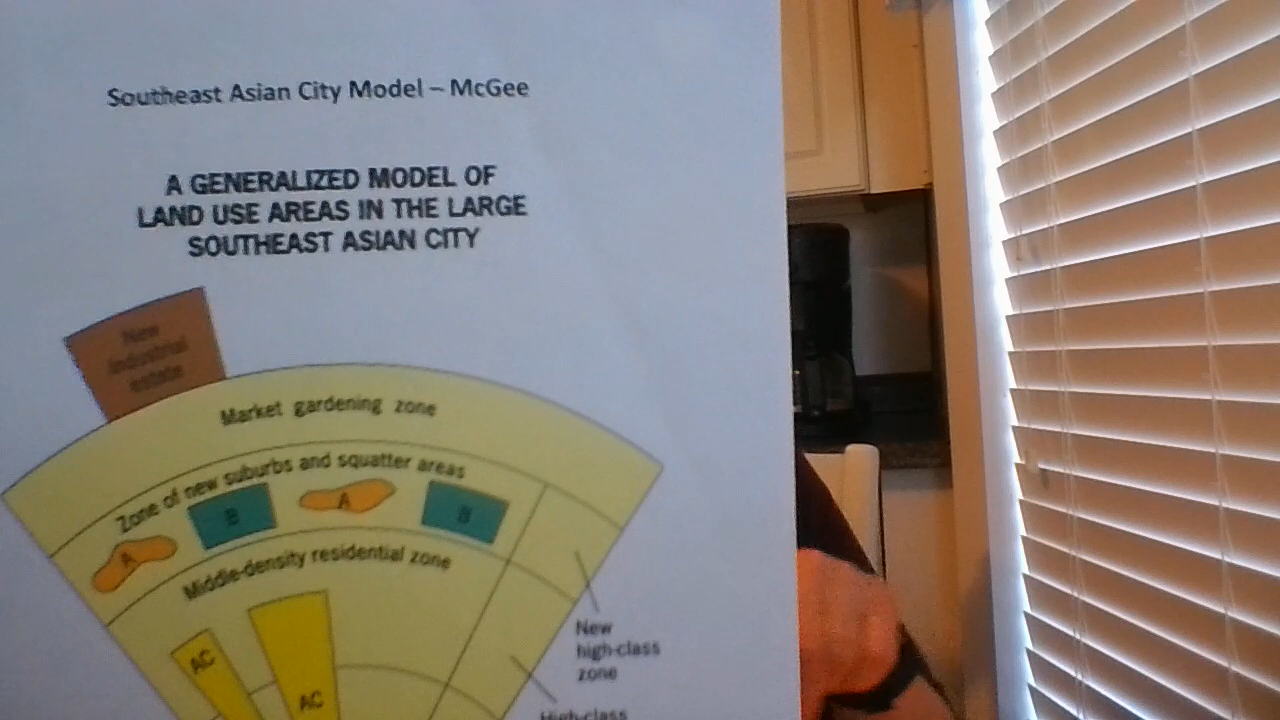 Southeast Asian City Model – McGee
A GENERALIZED MODEL OF
LAND USE AREAS IN THE LARGE
SOUTHEAST ASIAN CITY
New
industrial
estate
Market gardening zone
Zone of new suburbs and squatter areas
B
A
B
A
Middle-density residential zone
AC
AC
New
high-class
zone
High-class